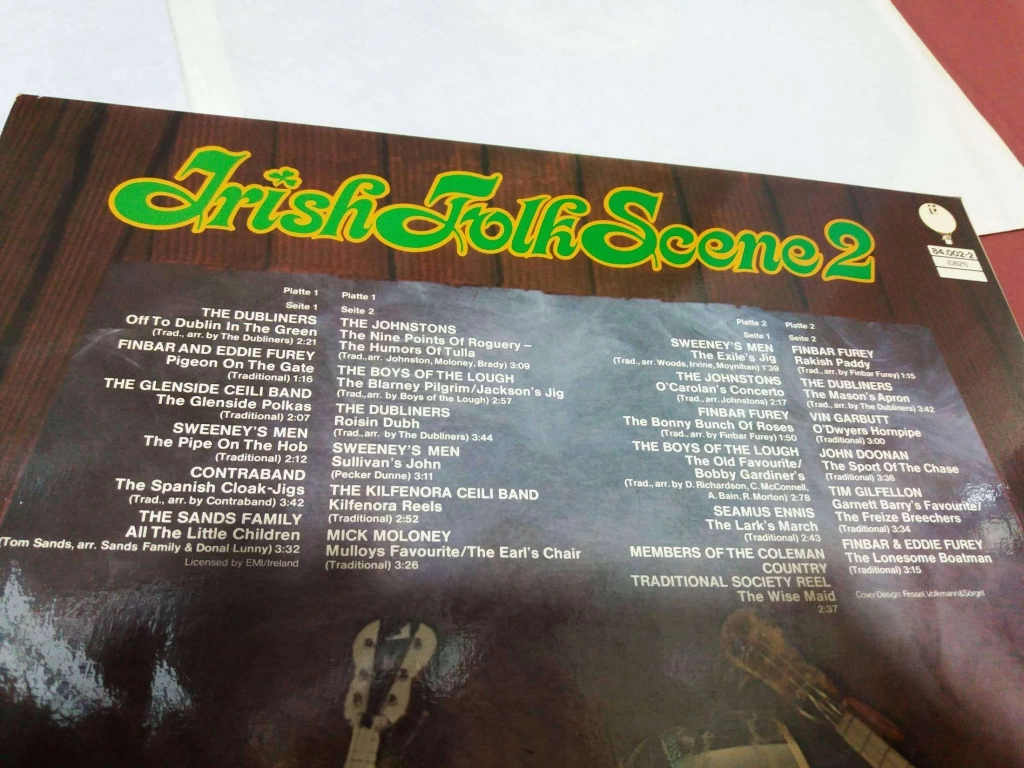 Irish Folk Scene 2
84.002-2
Platte 1
Seite 1
THE DUBLINERS
Off To Dublin In The Green
(Trad., arr. by The Dubliners) 2:21
FINBAR AND EDDIE FUREY
Pigeon On The Gate
(Traditional) 1:16
THE GLENSIDE CEILI BAND
The Glenside Polkas
(Traditional) 2:07
SWEENEY'S MEN
The Pipe On The Hob
(Traditional) 2:12
CONTRABAND
The Spanish Cloak-Jigs
(Trad., arr. by Contraband) 3:42
THE SANDS FAMILY
All The Little Children
(Tom Sands, arr. Sands Family & Donal Lunny) 3:32
Licensed by EMI/Ireland
Platte 1
Seite 2
THE JOHNSTONS
The Nine Points Of Roguery –
The Humors Of Tulla
(Trad., arr. Johnston, Moloney, Brady) 3:09
THE BOYS OF THE LOUGH
The Blarney Pilgrim/Jackson's Jig
(Trad., arr. by Boys of the Lough) 2:57
THE DUBLINERS
Roisin Dubh
(Trad., arr. by The Dubliners) 3:44
SWEENEY'S MEN
Sullivan's John
(Pecker Dunne) 3:11
THE KILFENORA CEILI BAND
Kilfenora Reels
(Traditional) 2:52
MICK MOLONEY
Mulloys Favourite/The Earl's Chair
(Traditional) 3:26
Platte 2
Seite 1
SWEENEY'S MEN
The Exile's Jig
(Trad., arr. Woods, Irvine, Moynihan) 1'39
THE JOHNSTONS
O'Carolan's Concerto
(Trad., arr. Johnstons) 2:17
FINBAR FUREY
The Bonny Bunch Of Roses
(Trad., arr. by Finbar Furey) 1:50
THE BOYS OF THE LOUGH
The Old Favourite/
Bobby Gardiner's
(Trad., arr. by D. Richardson, C. McConnell,
A. Bain, R. Morton) 2:78
SEAMUS ENNIS
The Lark's March
(Traditional) 2:43
MEMBERS OF THE COLEMAN
COUNTRY
TRADITIONAL SOCIETY REEL
The Wise Maid
2:37
Platte 2
Seite 2
FINBAR FUREY
Rakish Paddy
(Trad., arr. by Finbar Furey) 1:15
THE DUBLINERS
The Mason's Apron
(Trad., arr. by The Dubliners) 3:42
VIN GARBUTT
O'Dwyers Hornpipe
(Traditional) 3:00
JOHN DOONAN
The Sport Of The Chase
(Traditional) 3:36
TIM GILFELLON
Garnett Barry's Favourite/
The Freize Breechers
(Traditional) 3:34
FINBAR & EDDIE FUREY
The Lonesome Boatman
(Traditional) 3:15
Cover Design: Fessel, Volkmann & Sörgel